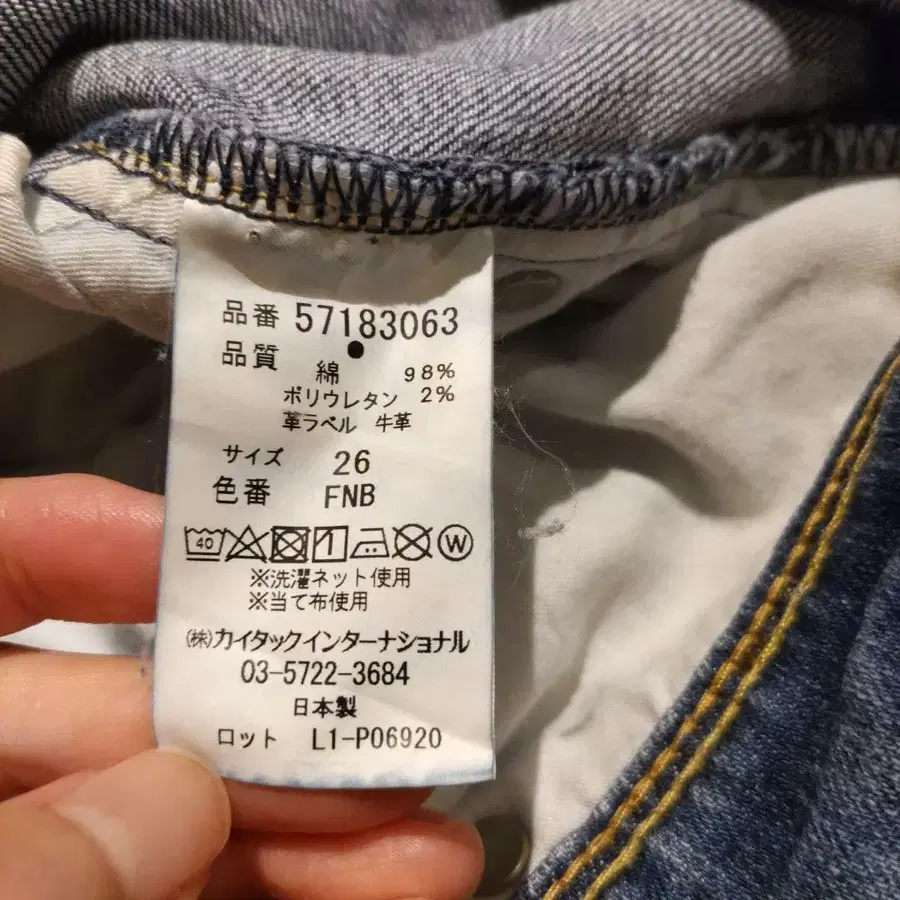 品番 57183063
品質
綿 98%
ポリウレタン 2%
革ラベル 牛革
サイズ 26
色番 FNB
40 W
※洗濯ネット使用
※当て布使用
㈱カイタックインターナショナル
03-5722-3684
日本製
ロット L1-P06920